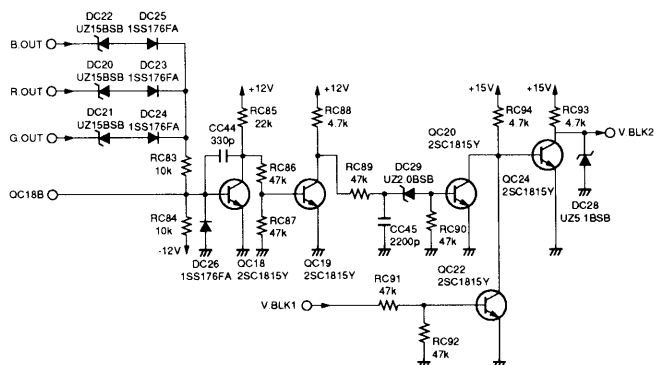 DC22 DC25
UZ15BSB 1SS176FA
B.OUT
DC20 DC23
UZ15BSB 1SS176FA
R.OUT
DC21 DC24
UZ15BSB 1SS176FA
G.OUT
+12V
RC85
22k
CC44
330p
RC83
10k
QC18B
RC84
10k
-12V
DC26
1SS176FA
QC18
2SC1815Y
RC86
47k
RC87
47k
+12V
RC88
4.7k
QC19
2SC1815Y
RC89
47k
DC29
UZ2.0BSB
CC45
2200p
RC90
47k
QC20
2SC1815Y
+15V
RC94
4.7k
+15V
RC93
4.7k
V.BLK2
QC24
2SC1815Y
DC28
UZ5.1BSB
QC22
2SC1815Y
V.BLK1
RC91
47k
RC92
47k